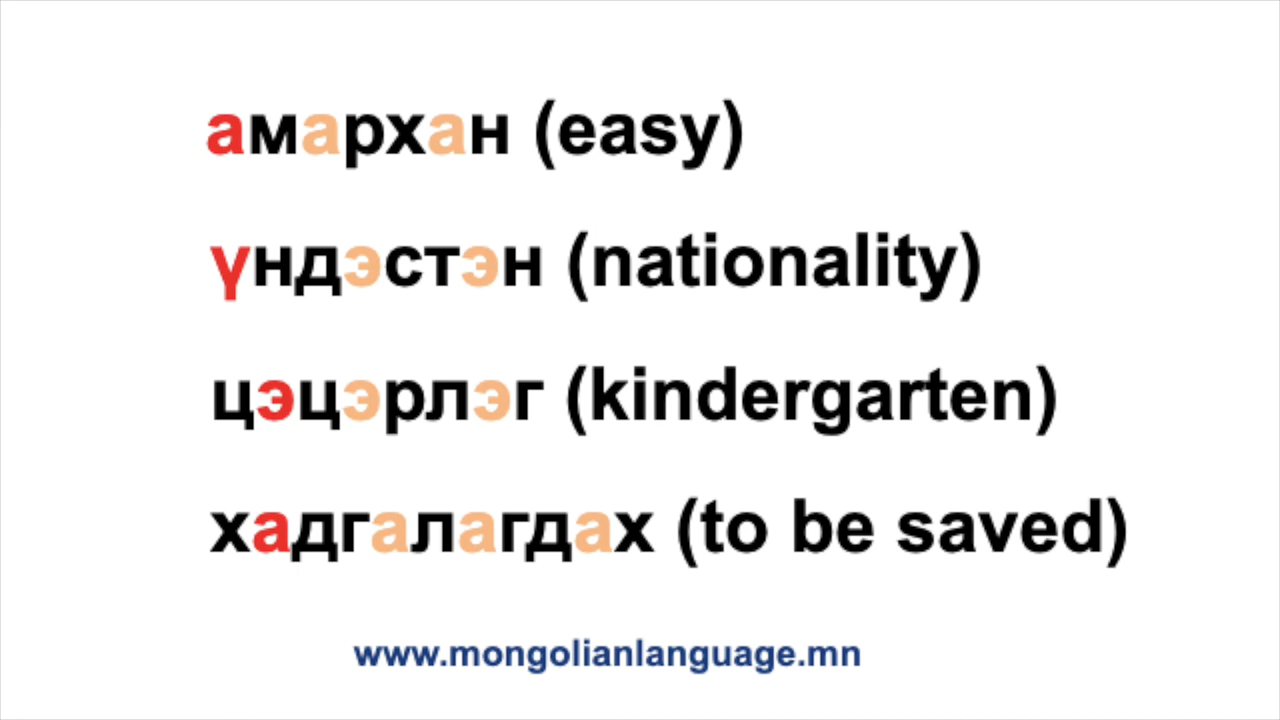 амархан (easy)
үндэстэн (nationality)
цэцэрлэг (kindergarten)
хадгалагдах (to be saved)
www.mongolianlanguage.mn